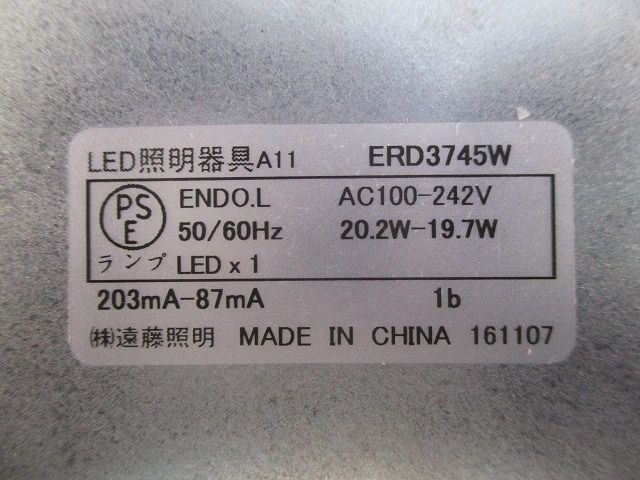 LED照明器具A11 ERD3745W
PS E ENDO.L AC100-242V
50/60Hz 20.2W-19.7W
ランプ LED x 1
203mA-87mA 1b
㈱遠藤照明 MADE IN CHINA 161107